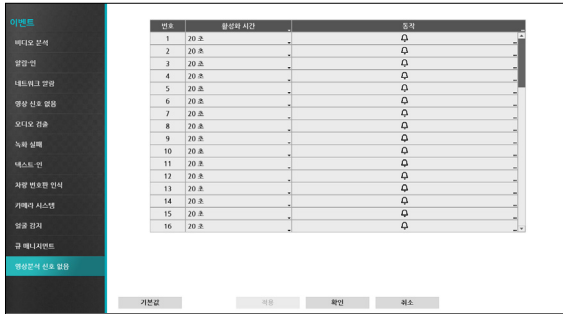 이벤트
비디오 분석
알람-인
네트워크 알람
영상 신호 없음
오디오 검출
녹화 실패
텍스트-인
차량 번호판 인식
카메라 시스템
얼굴 감지
큐 매니지먼트
영상분석 신호 없음
번호 활성화 시간 동작
1 20 초
2 20 초
3 20 초
4 20 초
5 20 초
6 20 초
7 20 초
8 20 초
9 20 초
10 20 초
11 20 초
12 20 초
13 20 초
14 20 초
15 20 초
16 20 초
기본값 적용 확인 취소